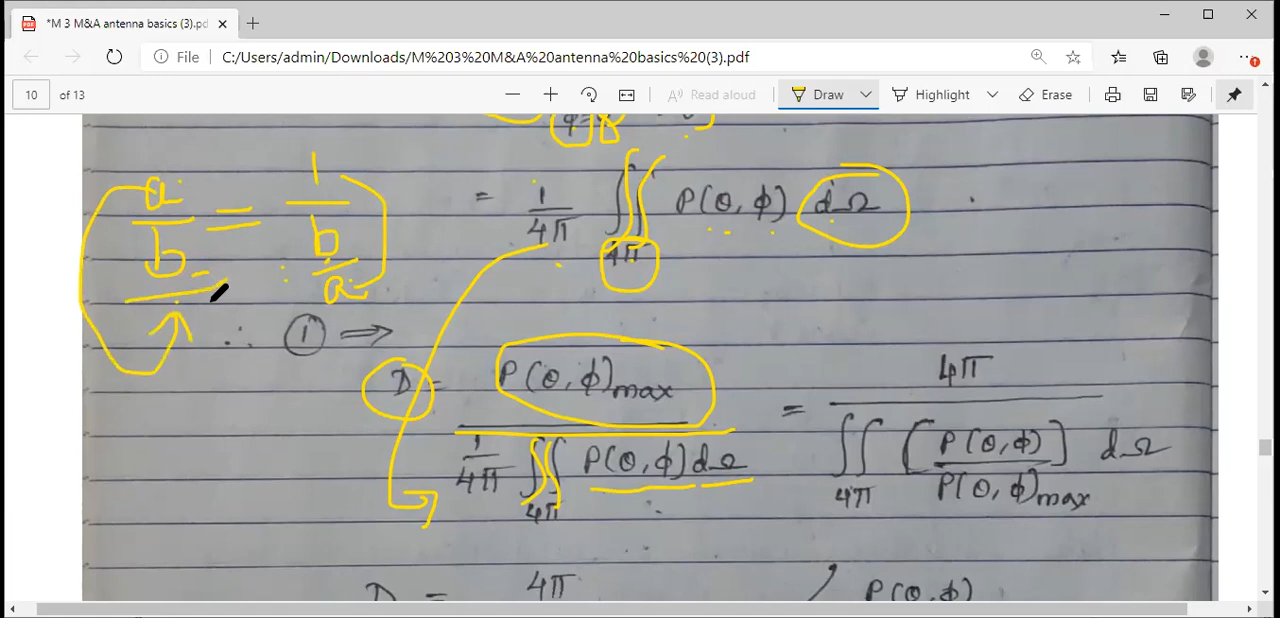 *M 3 M&A antenna basics (3).pd
File C:/Users/admin/Downloads/M%203%20M&A%20antenna%20basics%20(3).pdf
10 of 13 Read aloud Draw Highlight Erase
a/b = 1/(b/a)
= 1/4π ∬4π P(θ,φ) dΩ
∴ ① ⇒
D = P(θ,φ)max / (1/4π ∬4π P(θ,φ) dΩ) = 4π / (∬4π [P(θ,φ)/P(θ,φ)max] dΩ)
D = 4π / P(θ,φ)